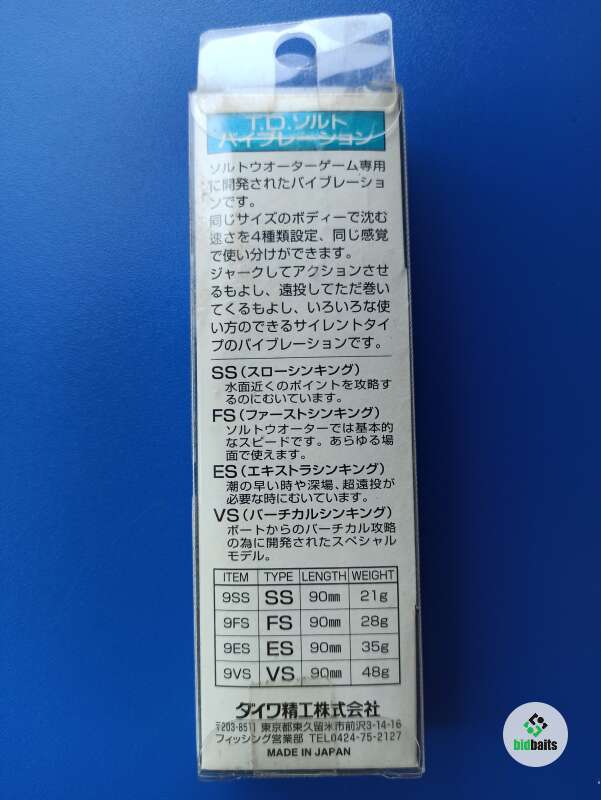 T.D.ソルト
バイブレーション
ソルトウオーターゲーム専用
に開発されたバイブレーショ
ンです。
同じサイズのボディーで沈む
速さを4種類設定、同じ感覚
で使い分けができます。
ジャークしてアクションさせ
るもよし、遠投してただ巻い
てくるもよし、いろいろな使
い方のできるサイレントタイ
プのバイブレーションです。
SS(スローシンキング)
水面近くのポイントを攻略す
るのにむいています。
FS(ファーストシンキング)
ソルトウオーターでは基本的
なスピードです。あらゆる場
面で使えます。
ES(エキストラシンキング)
潮の早い時や深場、超遠投が
必要な時にむいています。
VS(バーチカルシンキング)
ボートからのバーチカル攻略
の為に開発されたスペシャル
モデル。
ITEM TYPE LENGTH WEIGHT
9SS SS 90mm 21g
9FS FS 90mm 28g
9ES ES 90mm 35g
9VS VS 90mm 48g
ダイワ精工株式会社
〒203-8511 東京都東久留米市前沢3-14-16
フィッシング営業部 TEL0424-75-2127
MADE IN JAPAN
bidbaits